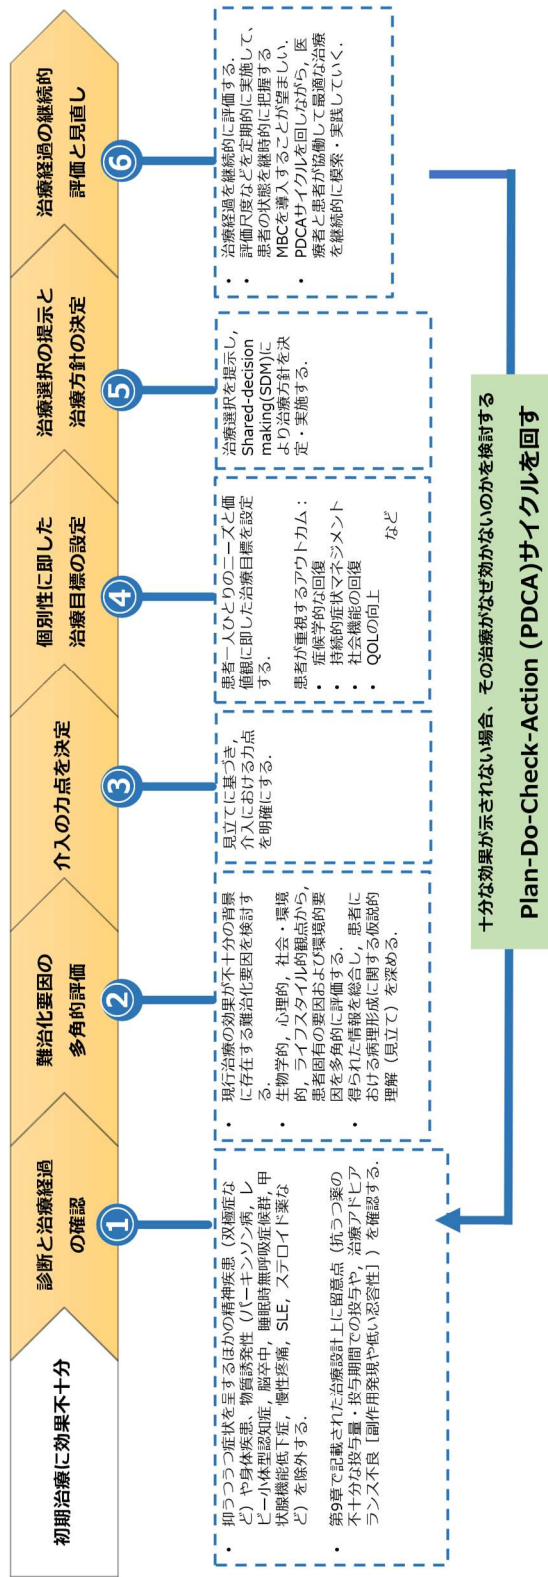 初期治療に効果不十分
診断と治療経過
の確認
①
・ 抑うつうつ症状を呈するほかの精神疾患（双極症な
ど）や身体疾患、物質誘発性（パーキンソン病，レ
ビー小体型認知症，脳卒中，睡眠時無呼吸症候群，甲
状腺機能低下症，慢性疼痛，SLE，ステロイド薬な
ど）を除外する．
・ 第9章で記載された治療設計上に留意点（抗うつ薬の
不十分な投与量・投与期間での投与や，治療アドヒア
ランス不良［副作用発現や低い忍容性］）を確認する．
難治化要因の
多角的評価
②
・ 現行治療の効果が不十分の背景
に存在する難治化要因を検討す
る．
・ 生物学的，心理的，社会・環境
的，ライフスタイル的観点から，
患者固有の要因および環境的要
因を多角的に評価する．
・ 得られた情報を総合し，患者に
おける病理形成に関する仮説的
理解（見立て）を深める．
介入の力点を決定
③
見立てに基づき，
介入における力点
を明確にする．
個別性に即した
治療目標の設定
④
患者一人ひとりのニーズと価
値観に即した治療目標を設定
する．
患者が重視するアウトカム：
・ 症候学的な回復
・ 持続的症状マネジメント
・ 社会機能の回復
・ QOLの向上
など
治療選択の提示と
治療方針の決定
⑤
治療選択を提示し，
Shared-decision
making(SDM)に
より治療方針を決
定・実施する．
治療経過の継続的
評価と見直し
⑥
・ 治療経過を継続的に評価する．
・ 評価尺度などを定期的に実施して，
患者の状態を継時的に把握する
MBCを導入することが望ましい．
・ PDCAサイクルを回しながら，医
療者と患者が協働して最適な治療
を継続的に模索・実践していく．
十分な効果が示されない場合、その治療がなぜ効かないのかを検討する
Plan-Do-Check-Action (PDCA)サイクルを回す